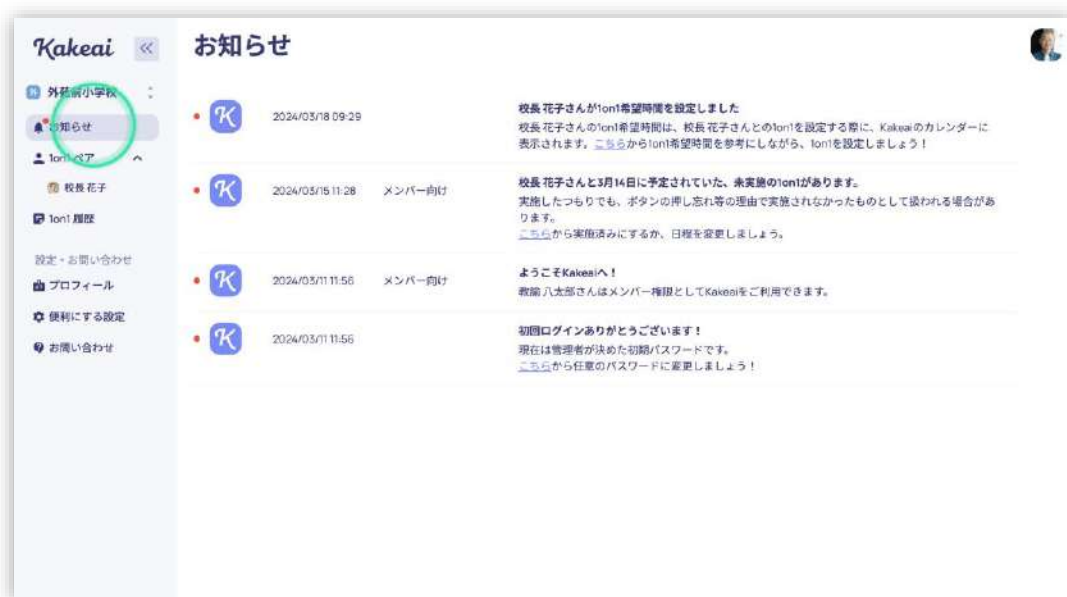 Kakeai
お知らせ
外苑前小学校
お知らせ
1on1 ペア
校長 花子
1on1 履歴
設定・お問い合わせ
プロフィール
便利にする設定
お問い合わせ
2024/03/18 09:29
校長 花子さんが1on1希望時間を設定しました
校長 花子さんの1on1希望時間は、校長 花子さんとの1on1を設定する際に、Kakeaiのカレンダーに
表示されます。こちらから1on1希望時間を参考にしながら、1on1を設定しましょう！
2024/03/15 11:28 メンバー向け
校長 花子さんと3月14日に予定されていた、未実施の1on1があります。
実施したつもりでも、ボタンの押し忘れ等の理由で実施されなかったものとして扱われる場合があ
ります。
こちらから実施済みにするか、日程を変更しましょう。
2024/03/11 11:56 メンバー向け
ようこそKakeaiへ！
教諭 八太郎さんはメンバー権限としてKakeaiをご利用できます。
2024/03/11 11:56
初回ログインありがとうございます！
現在は管理者が決めた初期パスワードです。
こちらから任意のパスワードに変更しましょう！